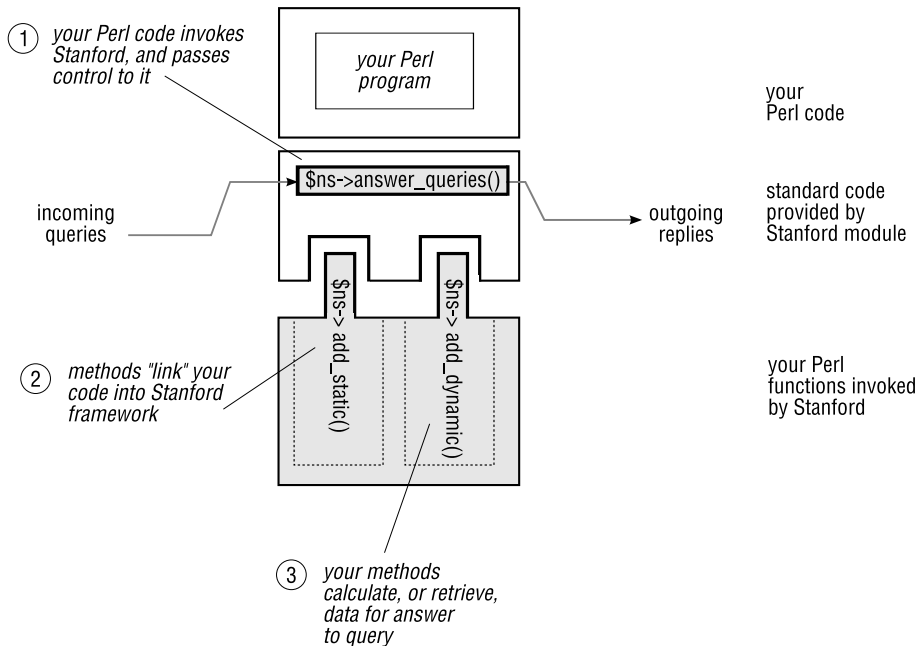 1
your Perl code invokes
Stanford, and passes
control to it
your Perl
program
your
Perl code
$ns->answer_queries()
incoming
queries
outgoing
replies
standard code
provided by
Stanford module
$ns-> add_static()
$ns-> add_dynamic()
2
methods "link" your
code into Stanford
framework
your Perl
functions invoked
by Stanford
3
your methods
calculate, or retrieve,
data for answer
to query